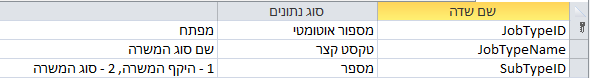 שם שדה סוג נתונים
JobTypeID מספור אוטומטי מפתח
JobTypeName טקסט קצר שם סוג המשרה
SubTypeID מספר 1 - היקף המשרה, 2 - סוג המשרה